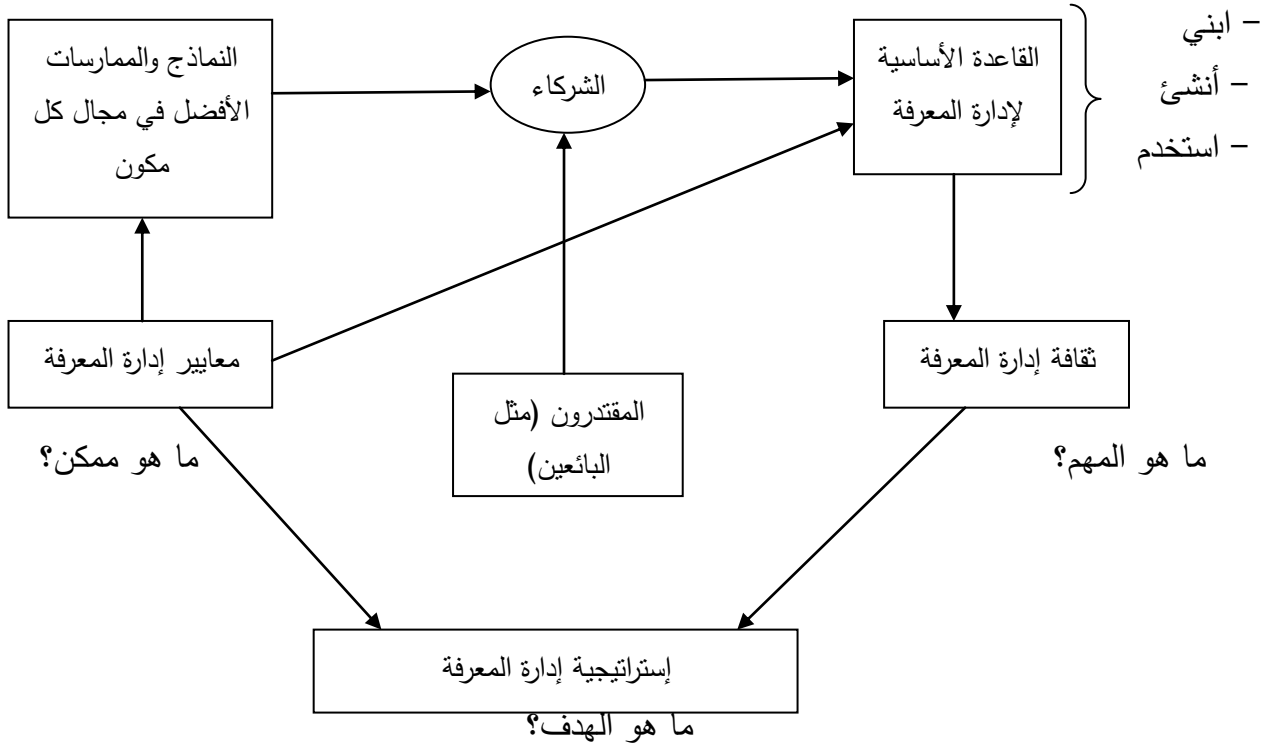 – ابني
– أنشئ
– استخدم
القاعدة الأساسية
لإدارة المعرفة
الشركاء
النماذج والممارسات
الأفضل في مجال كل
مكون
ثقافة إدارة المعرفة
ما هو المهم؟
المقتدرون (مثل
البائعين)
معايير إدارة المعرفة
ما هو ممكن؟
إستراتيجية إدارة المعرفة
ما هو الهدف؟